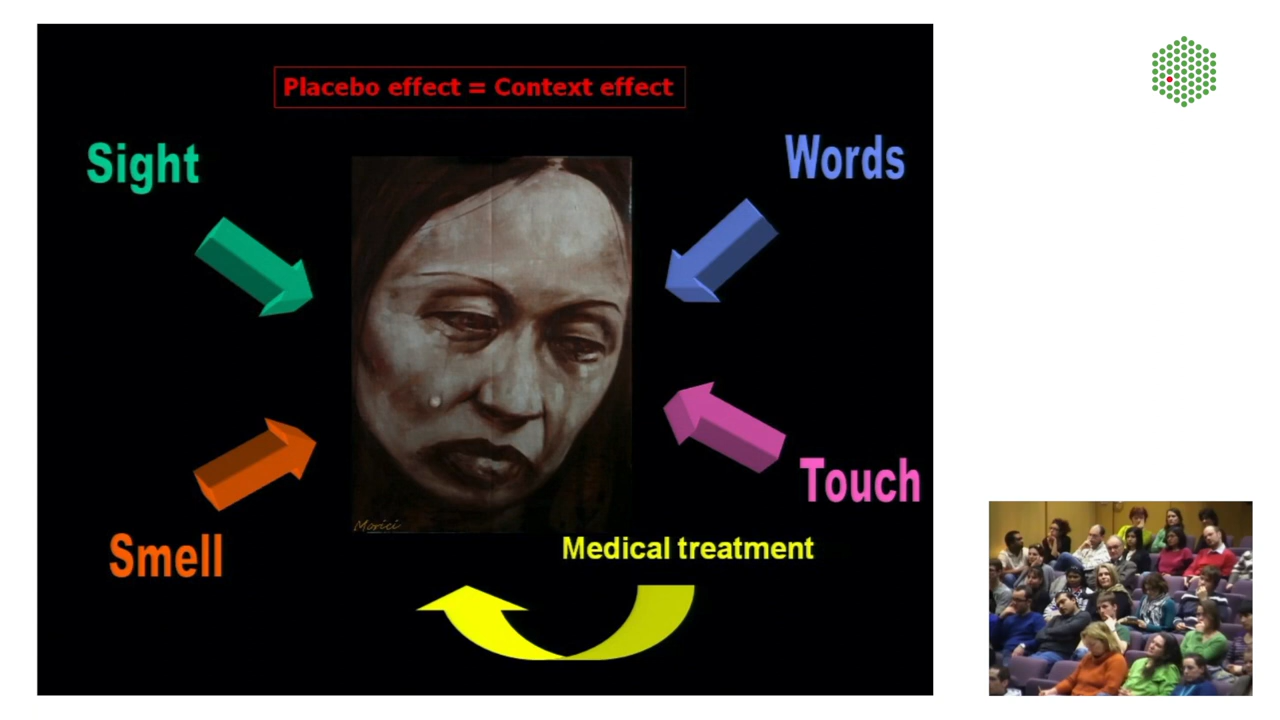 Placebo effect = Context effect
Sight
Words
Touch
Smell
Medical treatment